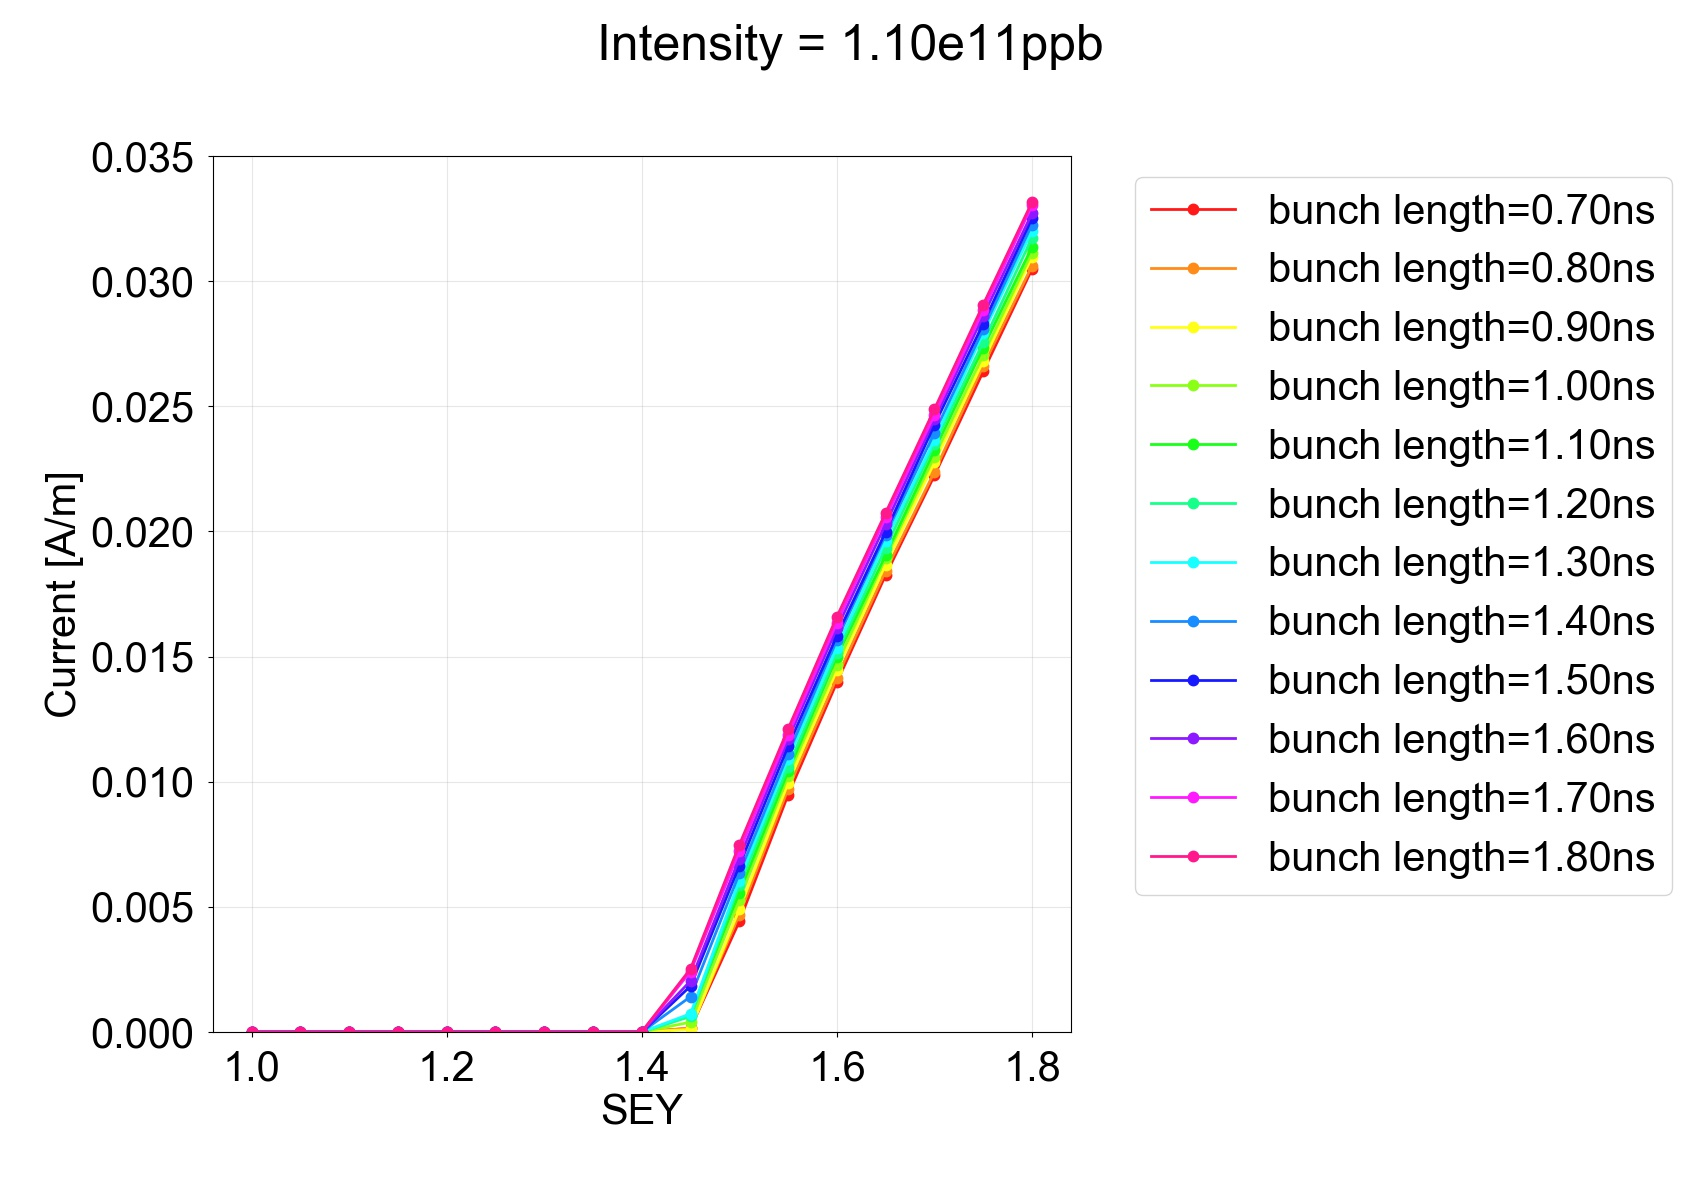 Intensity = 1.10e11ppb
Current [A/m]
0.035
0.030
0.025
0.020
0.015
0.010
0.005
0.000
1.0 1.2 1.4 1.6 1.8
SEY
bunch length=0.70ns
bunch length=0.80ns
bunch length=0.90ns
bunch length=1.00ns
bunch length=1.10ns
bunch length=1.20ns
bunch length=1.30ns
bunch length=1.40ns
bunch length=1.50ns
bunch length=1.60ns
bunch length=1.70ns
bunch length=1.80ns